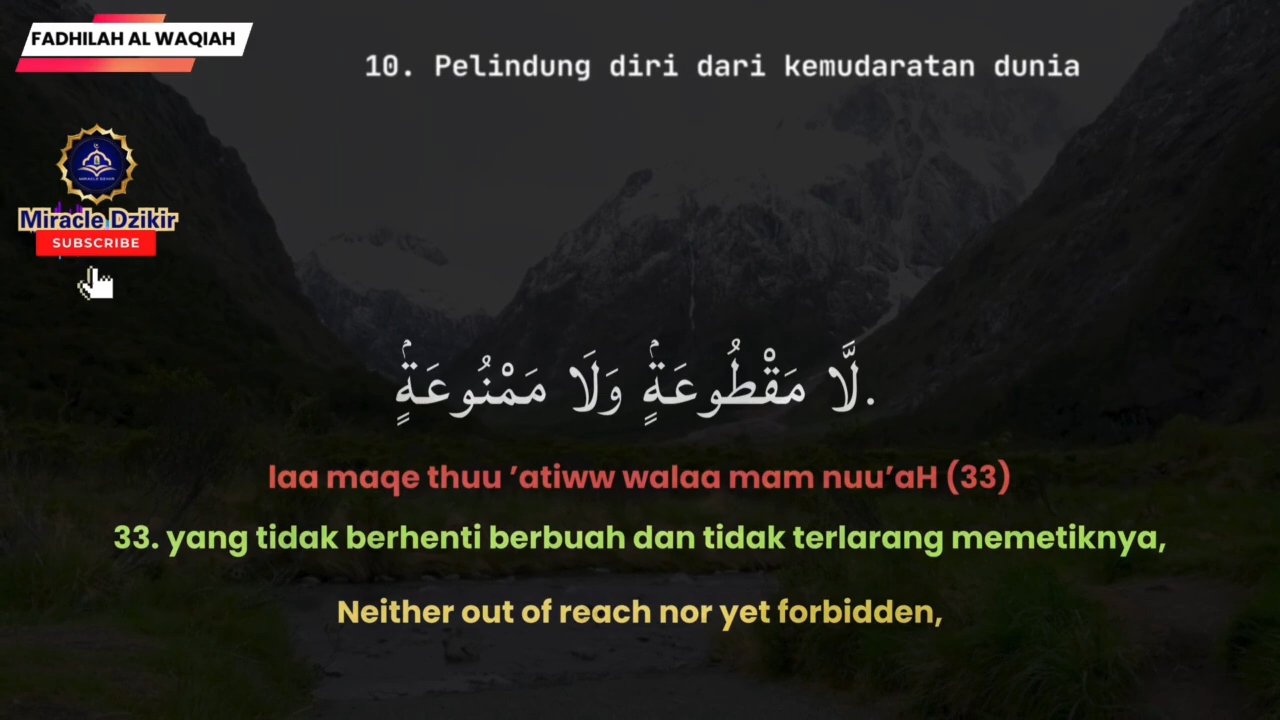 FADHILAH AL WAQIAH
10. Pelindung diri dari kemudaratan dunia
Miracle Dzikir
SUBSCRIBE
لَّا مَقْطُوعَةٍۢ وَلَا مَمْنُوعَةٍۢ.
laa maqe thuu ’atiww walaa mam nuu’aH (33)
33. yang tidak berhenti berbuah dan tidak terlarang memetiknya,
Neither out of reach nor yet forbidden,